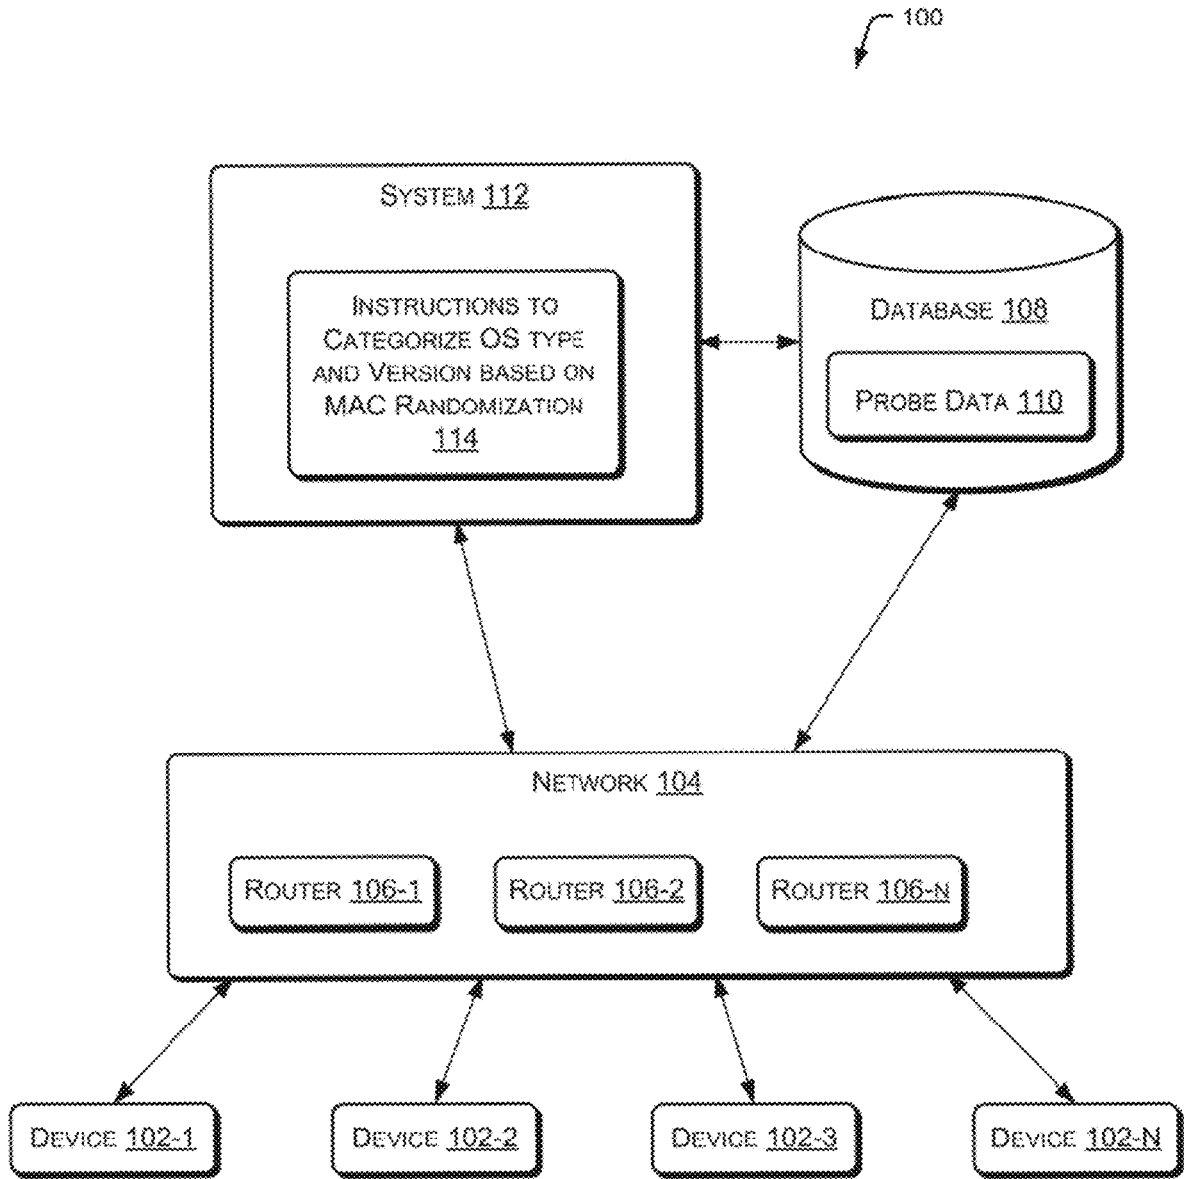 100
SYSTEM 112
INSTRUCTIONS TO
CATEGORIZE OS TYPE
AND VERSION BASED ON
MAC RANDOMIZATION
114
DATABASE 108
PROBE DATA 110
NETWORK 104
ROUTER 106-1
ROUTER 106-2
ROUTER 106-N
DEVICE 102-1
DEVICE 102-2
DEVICE 102-3
DEVICE 102-N